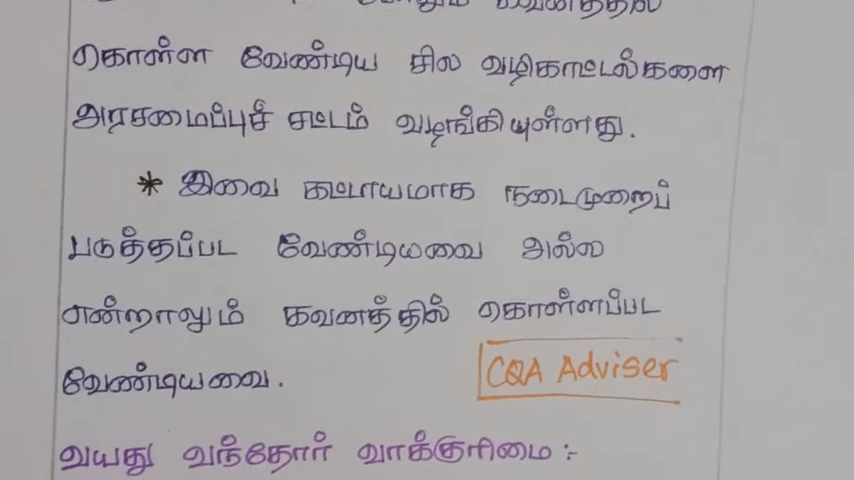 கவனத்தில்
கொள்ள வேண்டிய சில வழிகாட்டல்களை
அரசமைப்புச் சட்டம் வழங்கியுள்ளது.
* இவை கட்டாயமாக நடைமுறைப்
படுத்தப்பட வேண்டியவை அல்ல
என்றாலும் கவனத்தில் கொள்ளப்பட
வேண்டியவை.
CQA Adviser
வயது வந்தோர் வாக்குரிமை :-